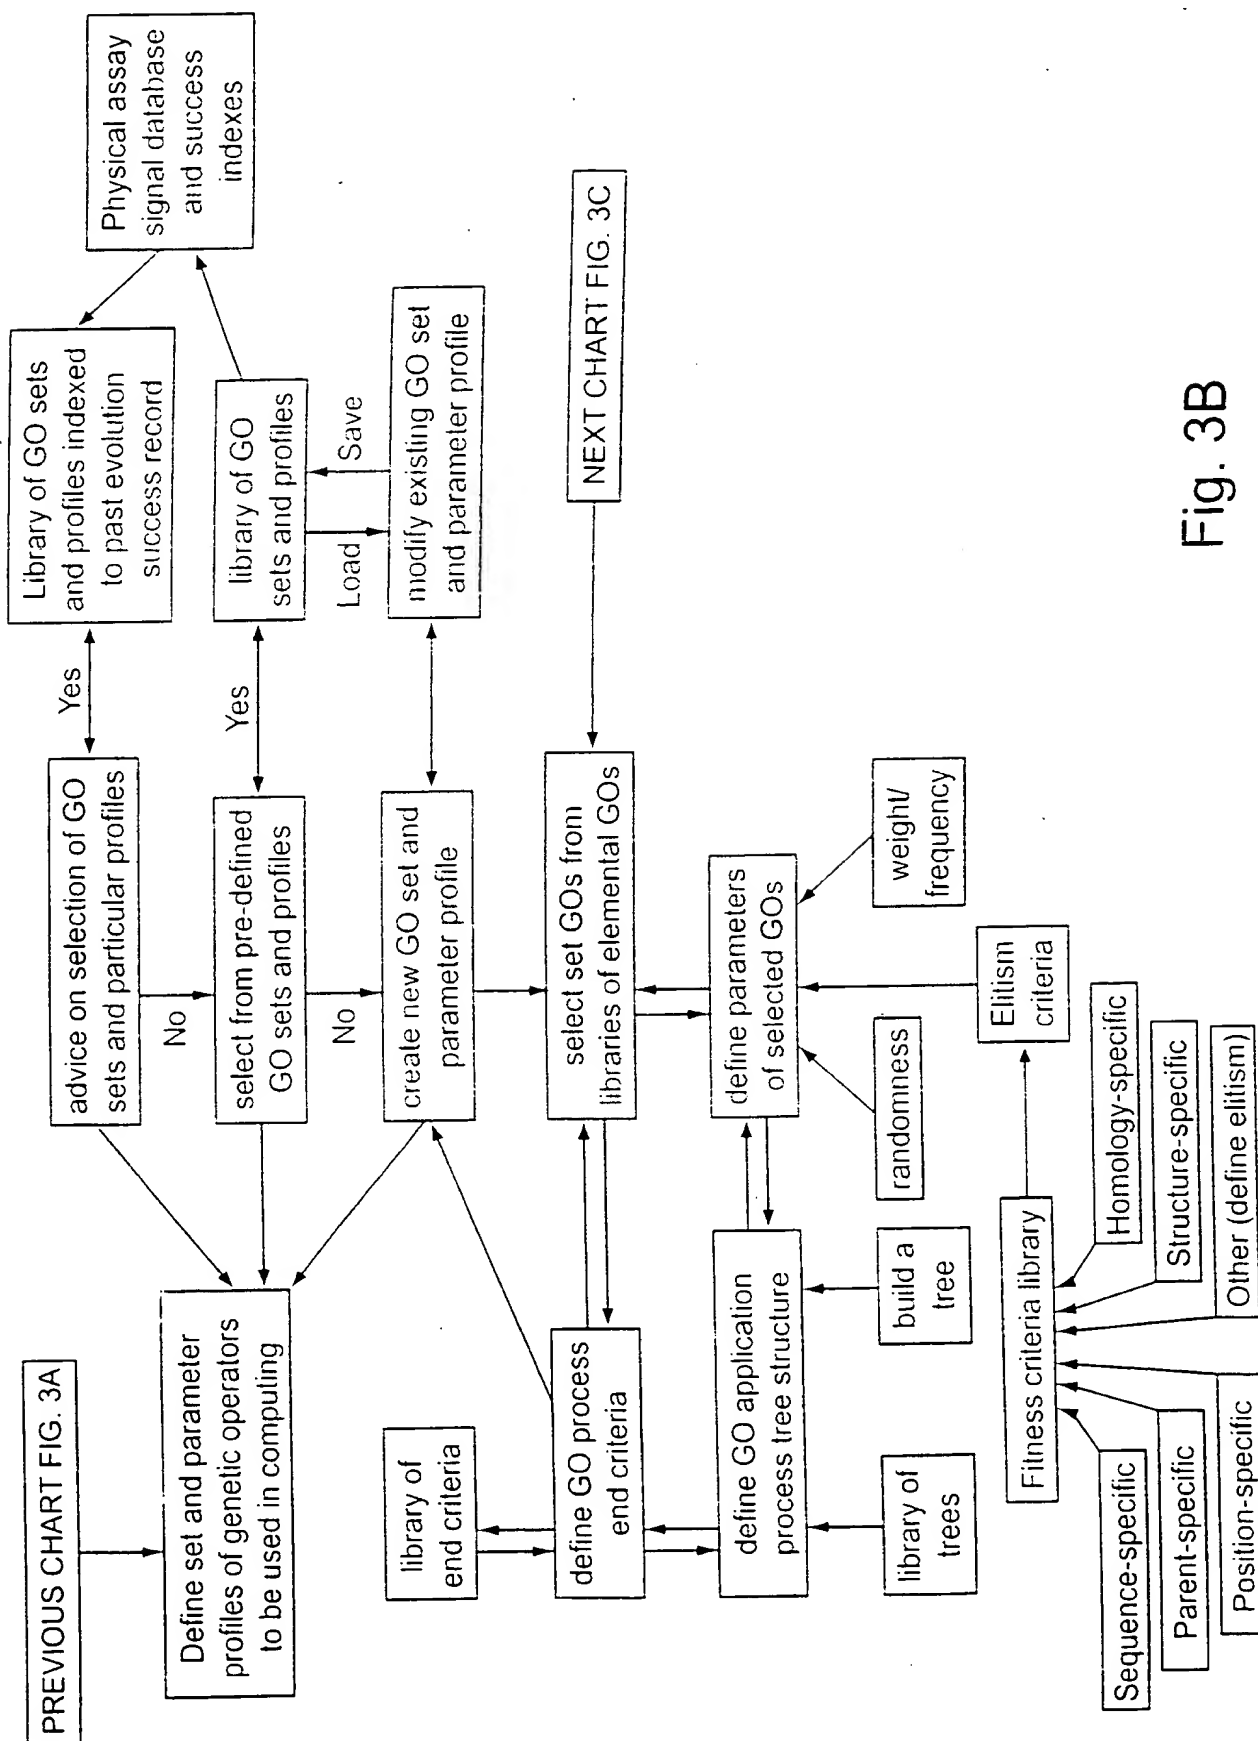 PREVIOUS CHART FIG. 3A
Define set and parameter
profiles of genetic operators
to be used in computing
advice on selection of GO
sets and particular profiles
Yes
Library of GO sets
and profiles indexed
to past evolution
success record
Physical assay
signal database
and success
indexes
No
select from pre-defined
GO sets and profiles
Yes
library of GO
sets and profiles
No
Load
Save
create new GO set and
parameter profile
modify existing GO set
and parameter profile
library of
end criteria
define GO process
end criteria
select set GOs from
libraries of elemental GOs
NEXT CHART FIG. 3C
define GO application
process tree structure
define parameters
of selected GOs
library of
trees
build a
tree
randomness
weight/
frequency
Fitness criteria library
Elitism
criteria
Sequence-specific
Homology-specific
Parent-specific
Structure-specific
Position-specific
Other (define elitism)
Fig. 3B